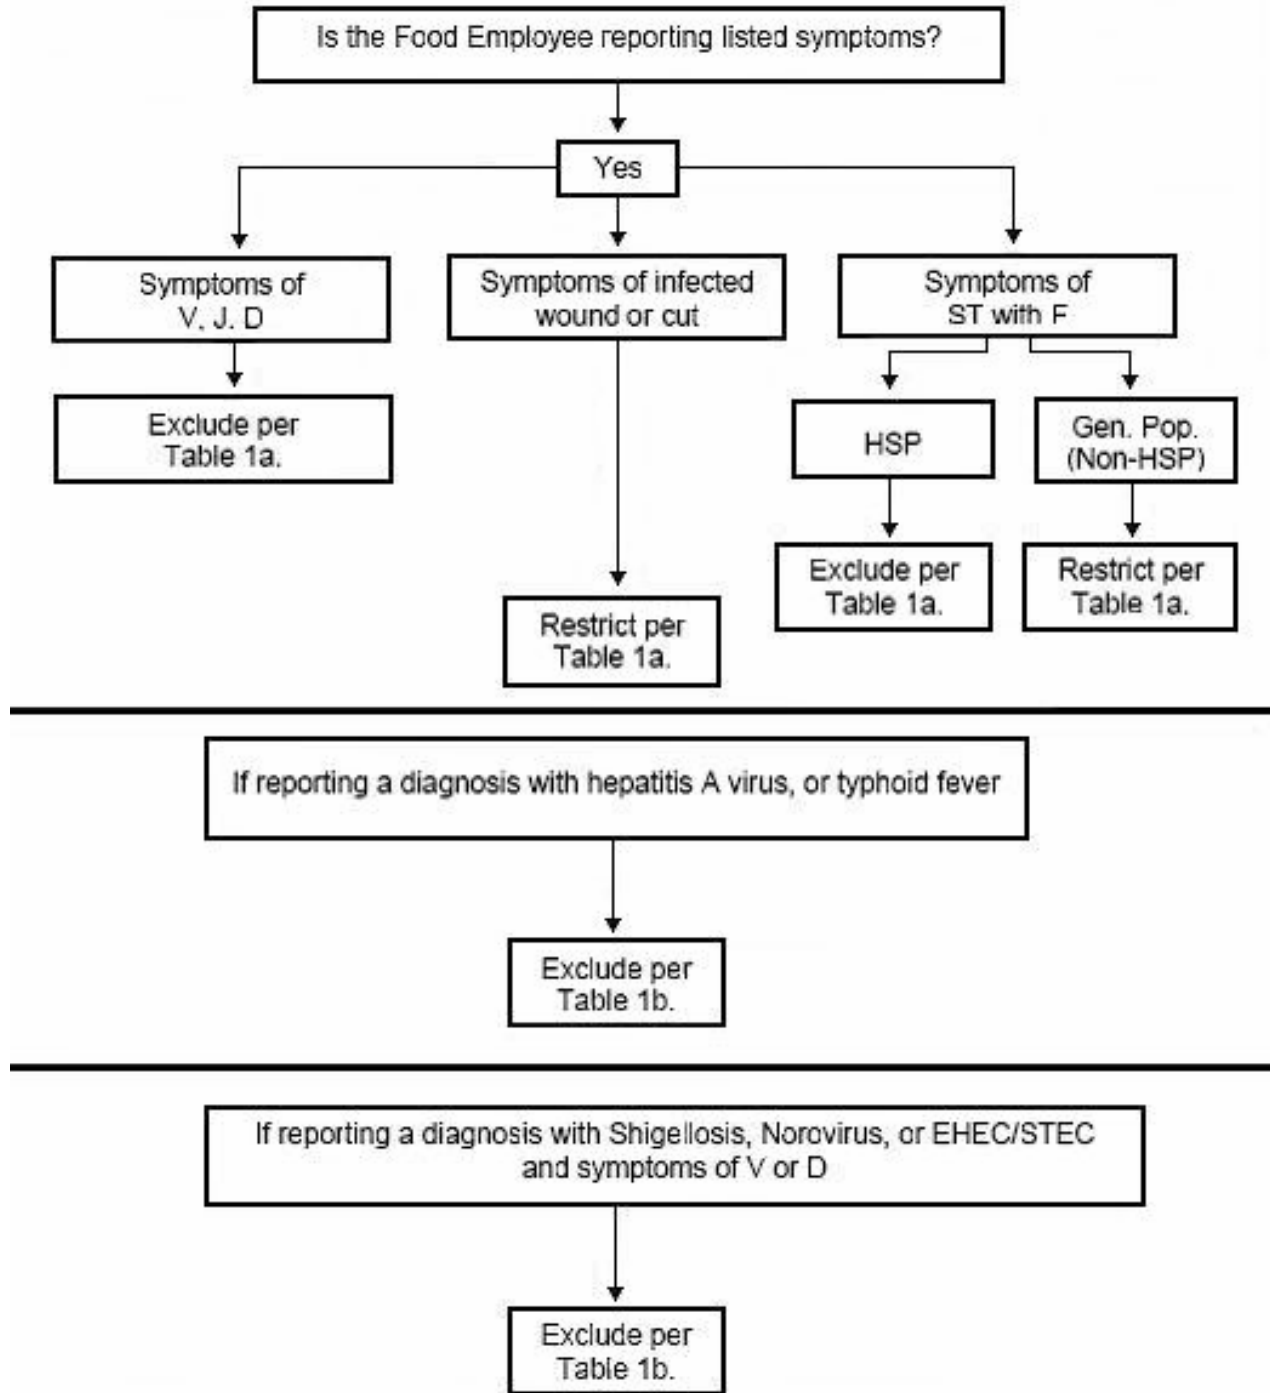 Is the Food Employee reporting listed symptoms?
Yes
Symptoms of
V, J. D
Symptoms of infected
wound or cut
Symptoms of
ST with F
Exclude per
Table 1a.
HSP
Gen. Pop.
(Non-HSP)
Exclude per
Table 1a.
Restrict per
Table 1a.
Restrict per
Table 1a.
If reporting a diagnosis with hepatitis A virus, or typhoid fever
Exclude per
Table 1b.
If reporting a diagnosis with Shigellosis, Norovirus, or EHEC/STEC
and symptoms of V or D
Exclude per
Table 1b.